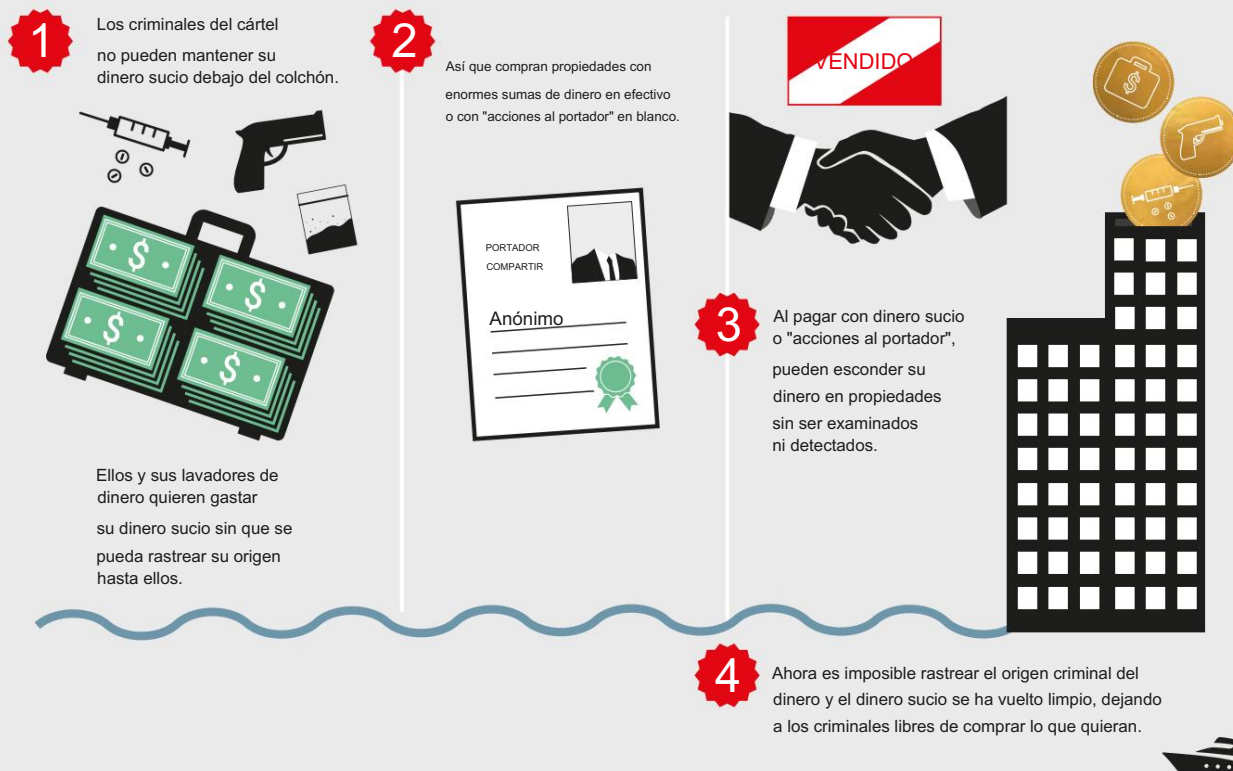 1
Los criminales del cártel
no pueden mantener su
dinero sucio debajo del colchón.
$
$
$
$
Ellos y sus lavadores de
dinero quieren gastar
su dinero sucio sin que se
pueda rastrear su origen
hasta ellos.
2
Así que compran propiedades con
enormes sumas de dinero en efectivo
o con "acciones al portador" en blanco.
PORTADOR
COMPARTIR
Anónimo
VENDIDO
$
3
Al pagar con dinero sucio
o "acciones al portador",
pueden esconder su
dinero en propiedades
sin ser examinados
ni detectados.
4
Ahora es imposible rastrear el origen criminal del
dinero y el dinero sucio se ha vuelto limpio, dejando
a los criminales libres de comprar lo que quieran.